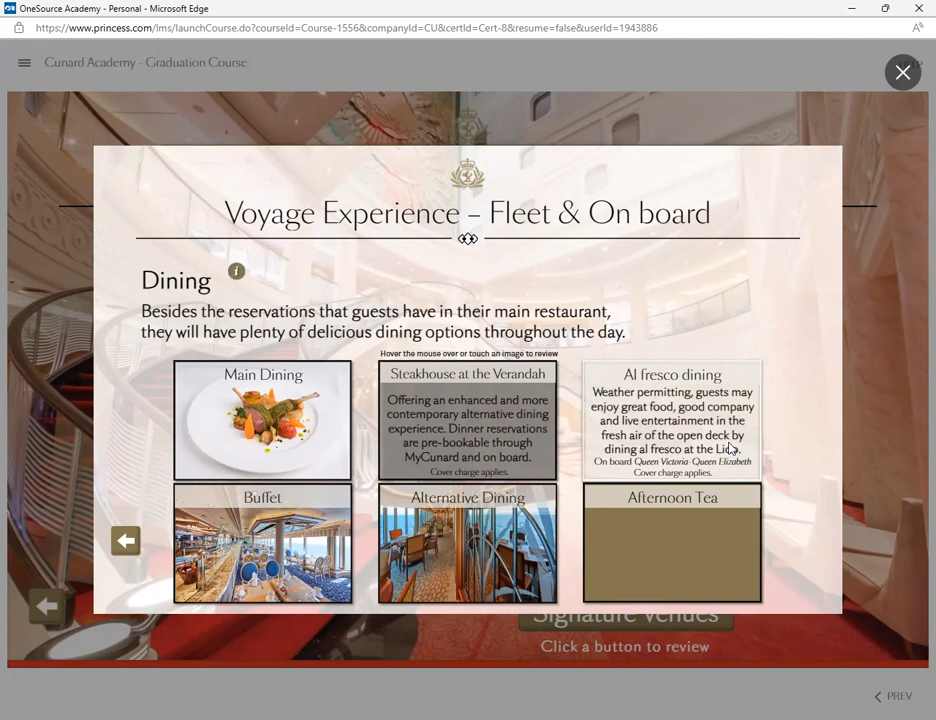 OneSource Academy - Personal - Microsoft Edge
https://www.princess.com/lms/launchCourse.do?courseId=Course-1556&companyId=CU&certId=Cert-8&resume=false&userId=1943886
Cunard Academy - Graduation Course
Voyage Experience – Fleet & On board
Dining
i
Besides the reservations that guests have in their main restaurant,
they will have plenty of delicious dining options throughout the day.
Hover the mouse over or touch an image to review
Main Dining
Steakhouse at the Verandah
Offering an enhanced and more
contemporary alternative dining
experience. Dinner reservations
are pre-bookable through
MyCunard and on board.
Cover charge applies.
Al fresco dining
Weather permitting, guests may
enjoy great food, good company
and live entertainment in the
fresh air of the open deck by
dining al fresco at the Lido.
On board Queen Victoria· Queen Elizabeth
Cover charge applies.
Buffet
Alternative Dining
Afternoon Tea
Signature Venues
Click a button to review
PREV